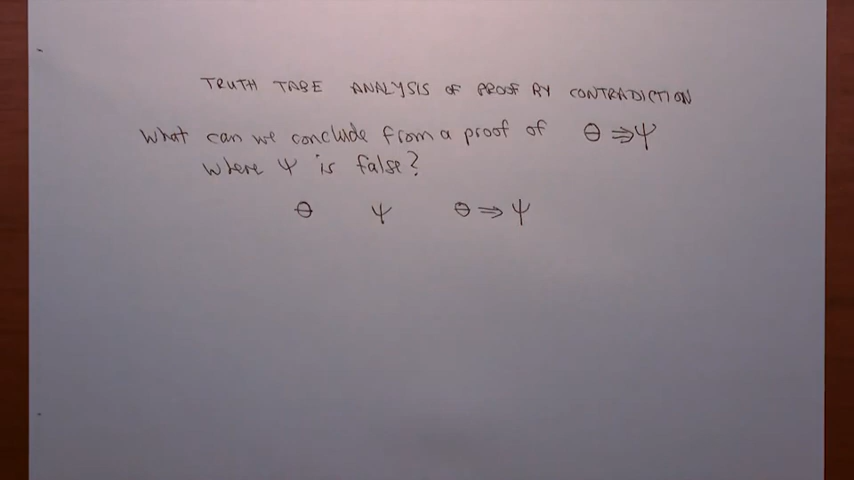 TRUTH TABE ANALYSIS OF PROOF BY CONTRADICTION
What can we conclude from a proof of θ ⇒ ψ
where ψ is false?
θ ψ θ ⇒ ψ